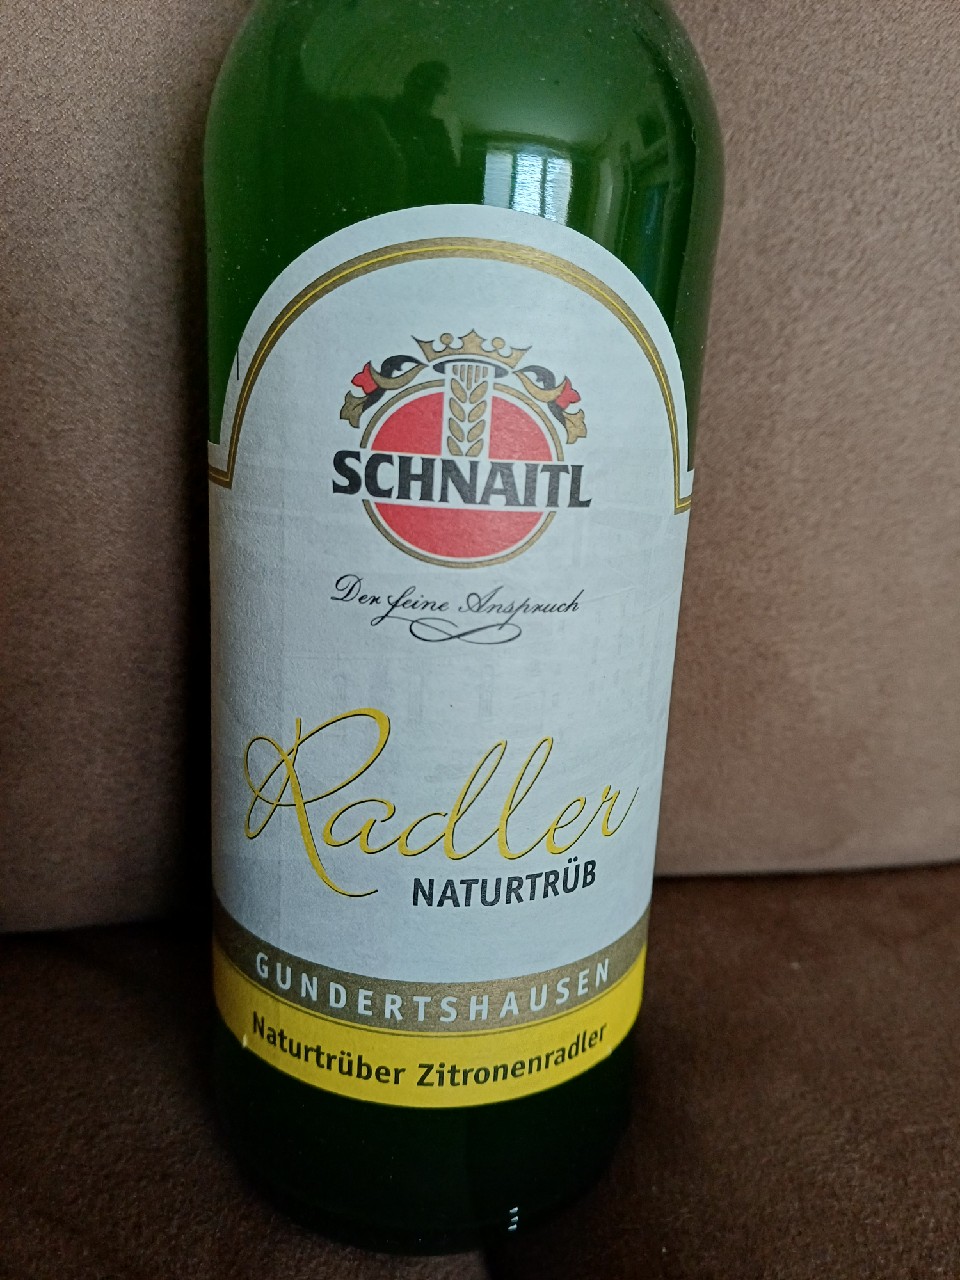 SCHNAITL
Der feine Anspruch
Radler
NATURTRÜB
GUNDERTSHAUSEN
Naturtrüber Zitronenradler